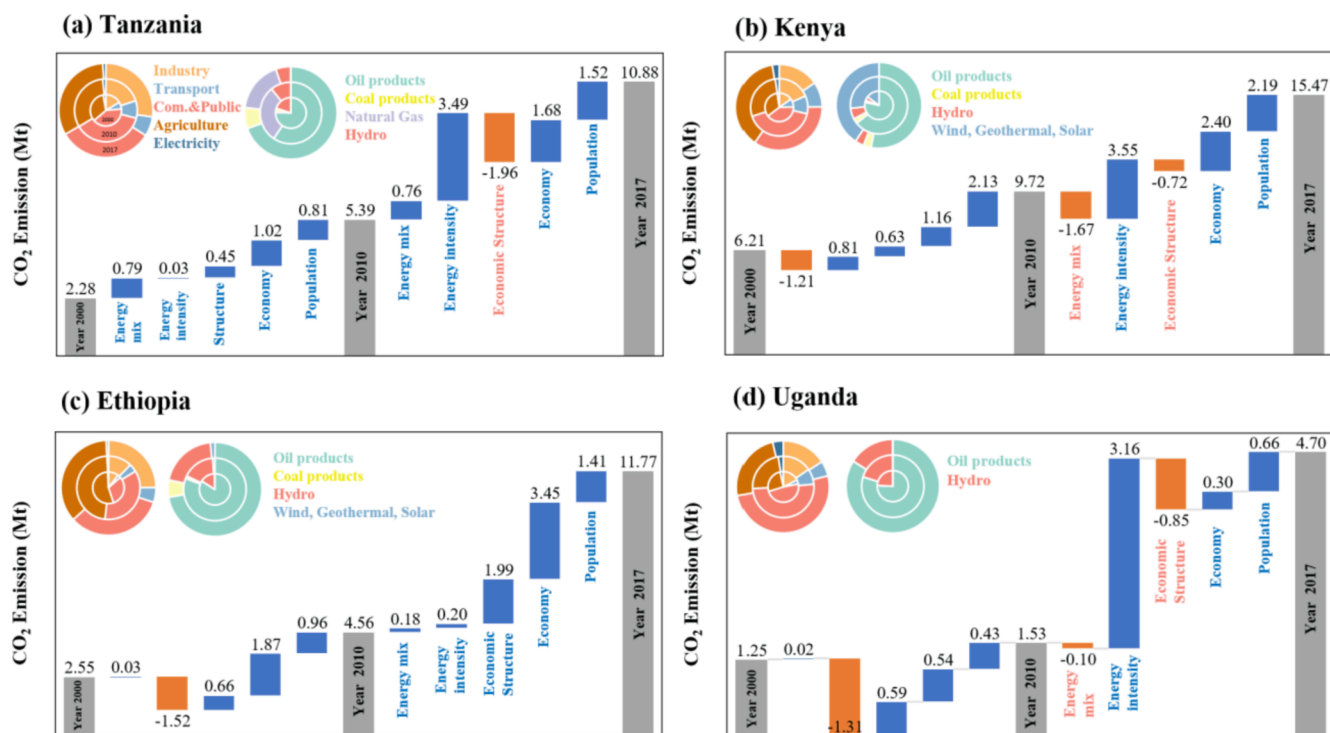 (a) Tanzania
CO2 Emission (Mt)
Industry
Transport
Com.&Public
Agriculture
Electricity
2000
2010
2017
Oil products
Coal products
Natural Gas
Hydro
2.28
0.79
0.03
0.45
1.02
0.81
5.39
0.76
3.49
-1.96
1.68
1.52
10.88
Year 2000
Energy mix
Energy intensity
Structure
Economy
Population
Year 2010
Energy mix
Energy intensity
Economic Structure
Economy
Population
Year 2017
(b) Kenya
CO2 Emission (Mt)
Oil products
Coal products
Hydro
Wind, Geothermal, Solar
6.21
-1.21
0.81
0.63
1.16
2.13
9.72
-1.67
3.55
-0.72
2.40
2.19
15.47
Year 2000
Year 2010
Energy mix
Energy intensity
Economic Structure
Economy
Population
Year 2017
(c) Ethiopia
CO2 Emission (Mt)
Oil products
Coal products
Hydro
Wind, Geothermal, Solar
2.55
0.03
-1.52
0.66
1.87
0.96
4.56
0.18
0.20
1.99
3.45
1.41
11.77
Year 2000
Year 2010
Energy mix
Energy intensity
Economic Structure
Economy
Population
Year 2017
(d) Uganda
CO2 Emission (Mt)
Oil products
Hydro
1.25
0.02
-1.31
0.59
0.54
0.43
1.53
-0.10
3.16
-0.85
0.30
0.66
4.70
Year 2000
Year 2010
Energy mix
Energy intensity
Economic Structure
Economy
Population
Year 2017